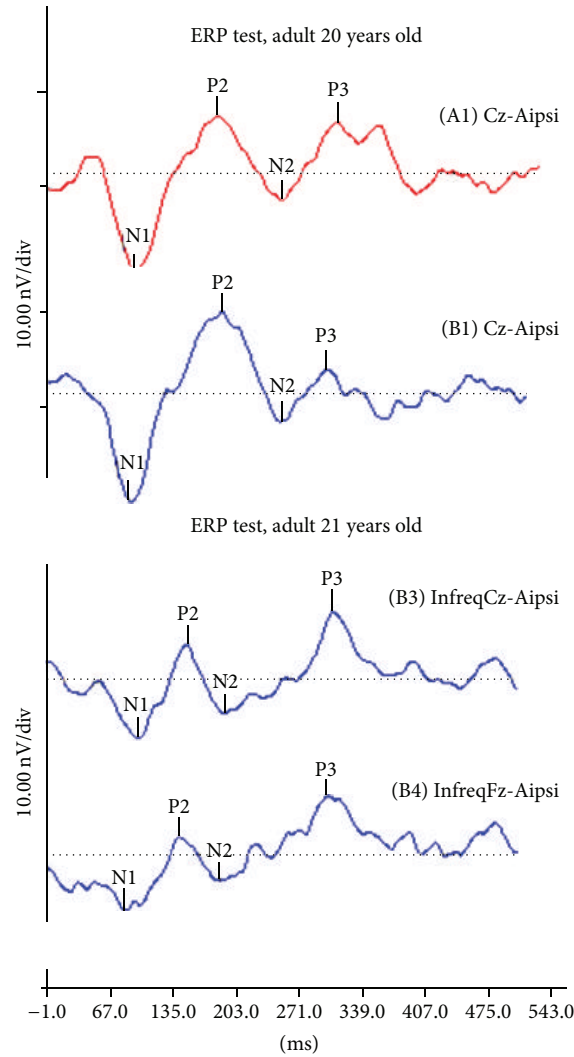 ERP test, adult 20 years old
P2
P3
(A1) Cz-Aipsi
N2
N1
10.00 nV/div
P2
P3
(B1) Cz-Aipsi
N2
N1
ERP test, adult 21 years old
P3
(B3) InfreqCz-Aipsi
P2
N2
N1
10.00 nV/div
P3
(B4) InfreqFz-Aipsi
P2
N2
N1
−1.0 67.0 135.0 203.0 271.0 339.0 407.0 475.0 543.0
(ms)